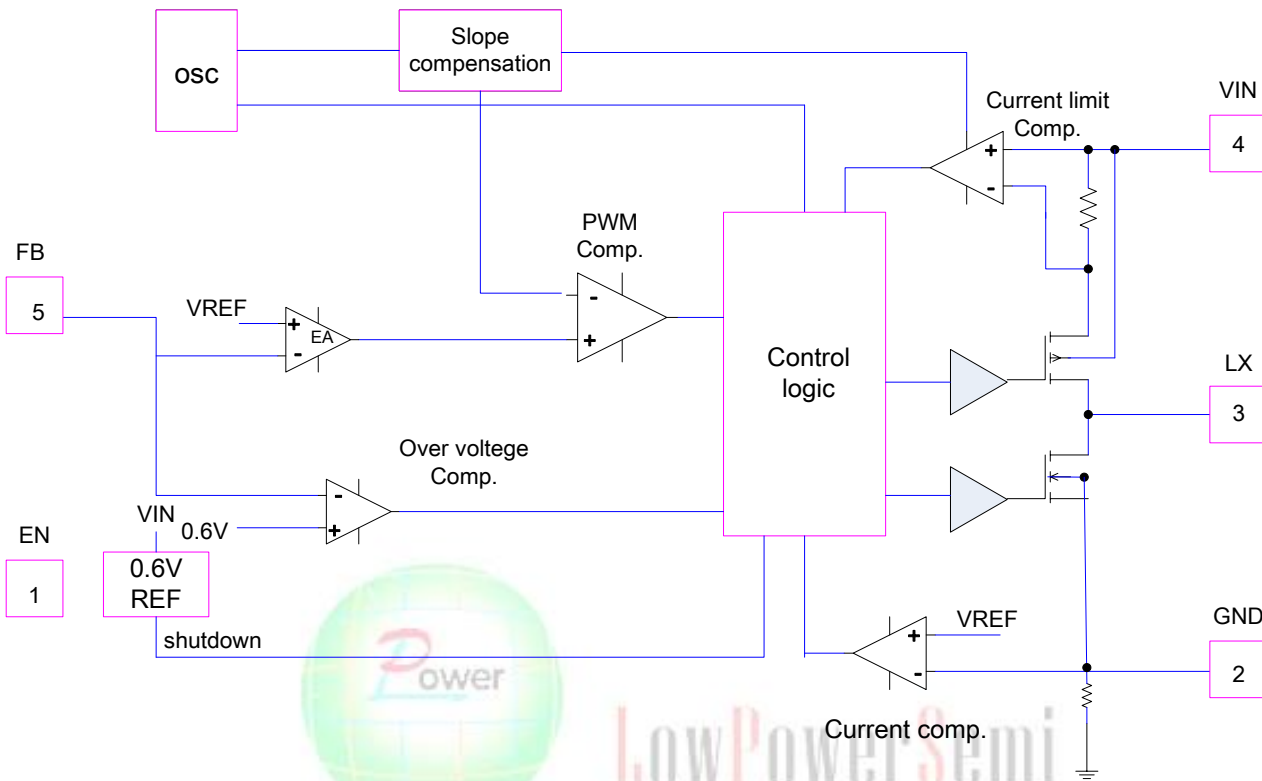 Slope
compensation
OSC
Current limit
Comp.
VIN
4
+
-
PWM
Comp.
FB
5
VREF
+
EA
-
-
+
Control
logic
LX
3
Over voltege
Comp.
-
+
VIN
0.6V
EN
1
0.6V
REF
shutdown
VREF
+
-
GND
2
Current comp.
Power
LowPowerSemi